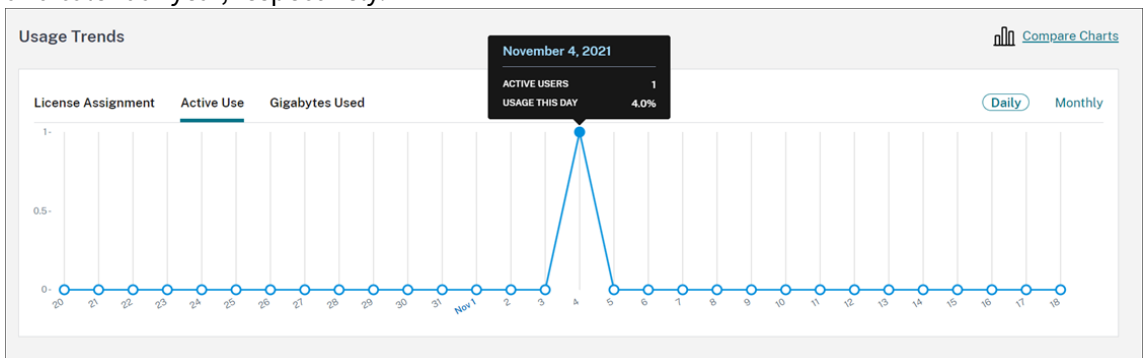 Usage Trends
Compare Charts
November 4, 2021
ACTIVE USERS 1
USAGE THIS DAY 4.0%
License Assignment Active Use Gigabytes Used
Daily Monthly
1-
0.5-
0-
20 21 22 23 24 25 26 27 28 29 30 31 Nov 1 2 3 4 5 6 7 8 9 10 11 12 13 14 15 16 17 18